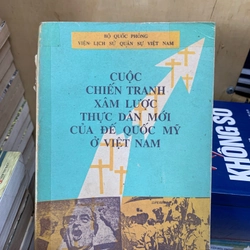 BỘ QUỐC PHÒNG
VIỆN LỊCH SỬ QUÂN SỰ VIỆT NAM
CUỘC
CHIẾN TRANH
XÂM LƯỢC
THỰC DÂN MỚI
CỦA ĐẾ QUỐC MỸ
Ở VIỆT NAM
KHÔNG SỢ